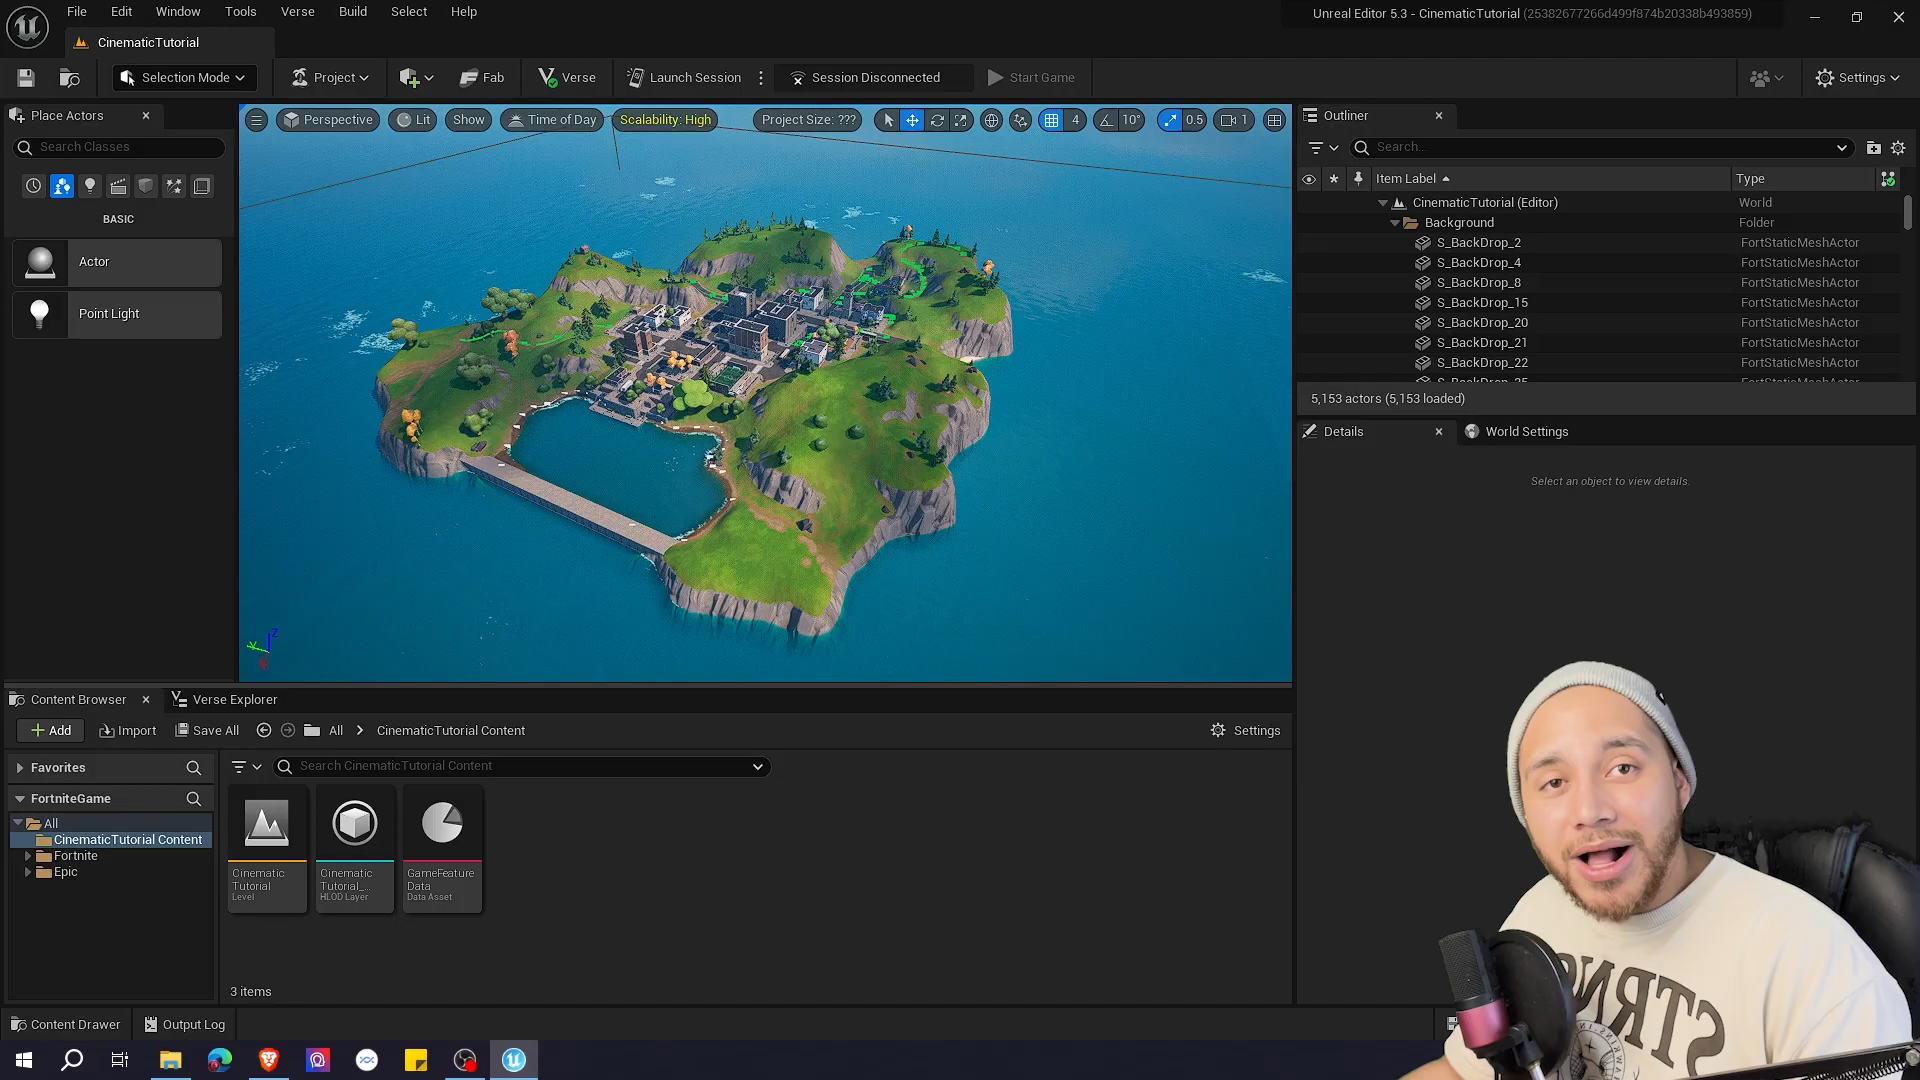 File Edit Window Tools Verse Build Select Help
Unreal Editor 5.3 - CinematicTutorial (25382677266d499f874b20338b493859)
CinematicTutorial
Selection Mode Project Fab Verse Launch Session Session Disconnected Start Game Settings
Place Actors
Search Classes
BASIC
Actor
Point Light
Perspective Lit Show Time of Day Scalability: High Project Size: ??? 4 10° 0.5 1
Z
Outliner
Search...
Item Label Type
CinematicTutorial (Editor) World
Background Folder
S_BackDrop_2 FortStaticMeshActor
S_BackDrop_4 FortStaticMeshActor
S_BackDrop_8 FortStaticMeshActor
S_BackDrop_15 FortStaticMeshActor
S_BackDrop_20 FortStaticMeshActor
S_BackDrop_21 FortStaticMeshActor
S_BackDrop_22 FortStaticMeshActor
S_BackDrop_25 FortStaticMeshActor
5,153 actors (5,153 loaded)
Details World Settings
Select an object to view details.
Content Browser Verse Explorer
Add Import Save All All > CinematicTutorial Content Settings
Favorites
Search CinematicTutorial Content
FortniteGame
All
CinematicTutorial Content
Fortnite
Epic
Cinematic
Tutorial
Level
Cinematic
Tutorial_...
HLOD Layer
GameFeature
Data
Data Asset
3 items
Content Drawer Output Log